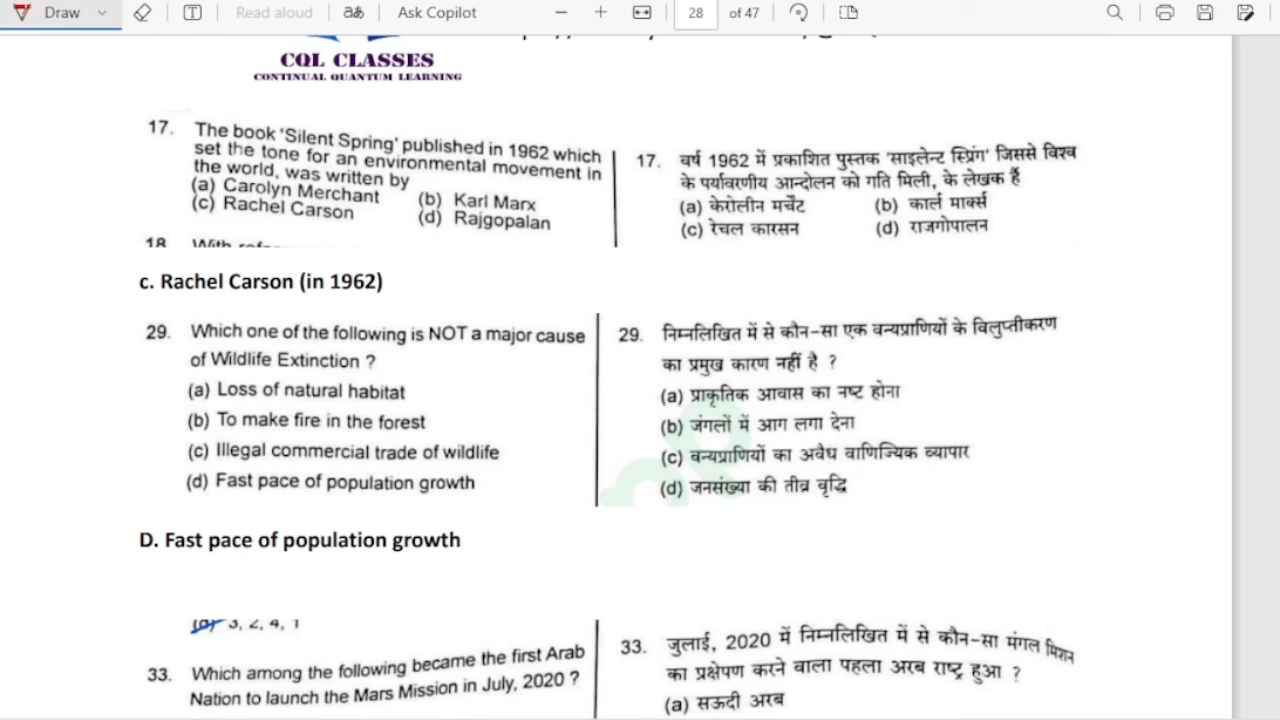 Draw
T
Read aloud
aあ
Ask Copilot
28
of 47
CQL CLASSES
CONTINUAL QUANTUM LEARNING
17. The book 'Silent Spring' published in 1962 which
set the tone for an environmental movement in
the world, was written by
(a) Carolyn Merchant (b) Karl Marx
(c) Rachel Carson (d) Rajgopalan
17. वर्ष 1962 में प्रकाशित पुस्तक 'साइलेन्ट स्प्रिंग' जिससे विश्व
के पर्यावरणीय आन्दोलन को गति मिली, के लेखक हैं
(a) केरोलीन मर्चेंट (b) कार्ल मार्क्स
(c) रेचल कारसन (d) राजगोपालन
18 With
c. Rachel Carson (in 1962)
29. Which one of the following is NOT a major cause
of Wildlife Extinction ?
(a) Loss of natural habitat
(b) To make fire in the forest
(c) Illegal commercial trade of wildlife
(d) Fast pace of population growth
29. निम्नलिखित में से कौन-सा एक वन्यप्राणियों के विलुप्तीकरण
का प्रमुख कारण नहीं है ?
(a) प्राकृतिक आवास का नष्ट होना
(b) जंगलों में आग लगा देना
(c) वन्यप्राणियों का अवैध वाणिज्यिक व्यापार
(d) जनसंख्या की तीव्र वृद्धि
D. Fast pace of population growth
(d) 3, 2, 4, 1
33. Which among the following became the first Arab
Nation to launch the Mars Mission in July, 2020 ?
33. जुलाई, 2020 में निम्नलिखित में से कौन-सा मंगल मिशन
का प्रक्षेपण करने वाला पहला अरब राष्ट्र हुआ ?
(a) सऊदी अरब